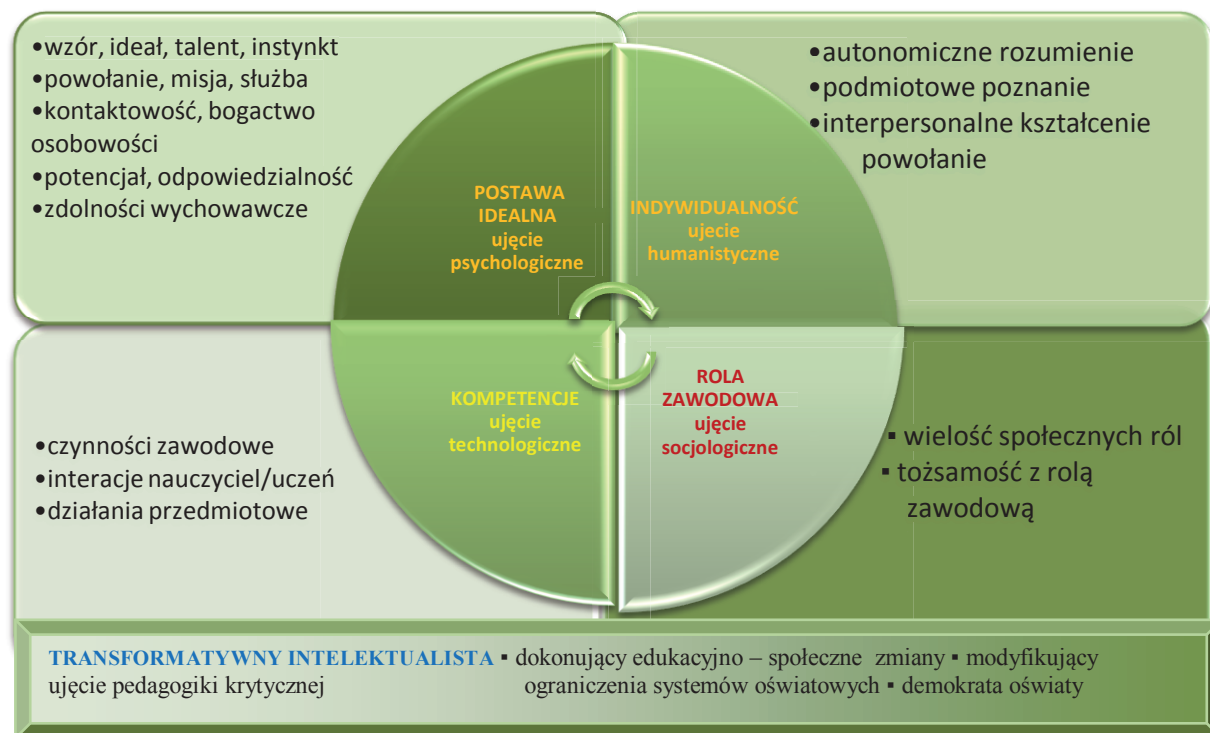 •wzór, ideał, talent, instynkt
•powołanie, misja, służba
•kontaktowość, bogactwo
osobowości
•potencjał, odpowiedzialność
•zdolności wychowawcze
•autonomiczne rozumienie
•podmiotowe poznanie
•interpersonalne kształcenie
powołanie
POSTAWA
IDEALNA
ujęcie
psychologiczne
INDYWIDUALNOŚĆ
ujecie
humanistyczne
KOMPETENCJE
ujęcie
technologiczne
ROLA
ZAWODOWA
ujęcie
socjologiczne
•czynności zawodowe
•interacje nauczyciel/uczeń
•działania przedmiotowe
▪ wielość społecznych ról
▪ tożsamość z rolą
zawodową
TRANSFORMATYWNY INTELEKTUALISTA ▪ dokonujący edukacyjno – społeczne zmiany ▪ modyfikujący
ujęcie pedagogiki krytycznej ograniczenia systemów oświatowych ▪ demokrata oświaty